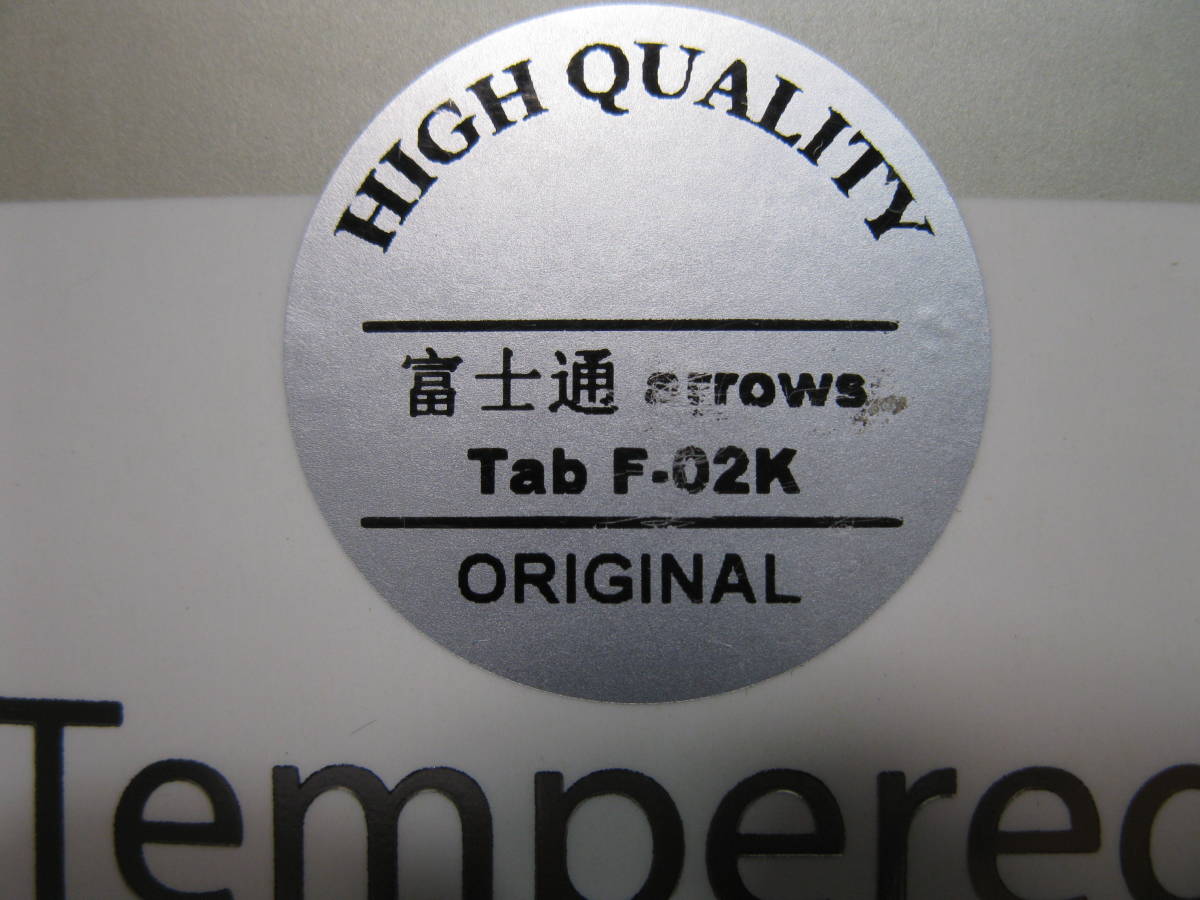 HIGH QUALITY
富士通 arrows
Tab F-02K
ORIGINAL
Tempered